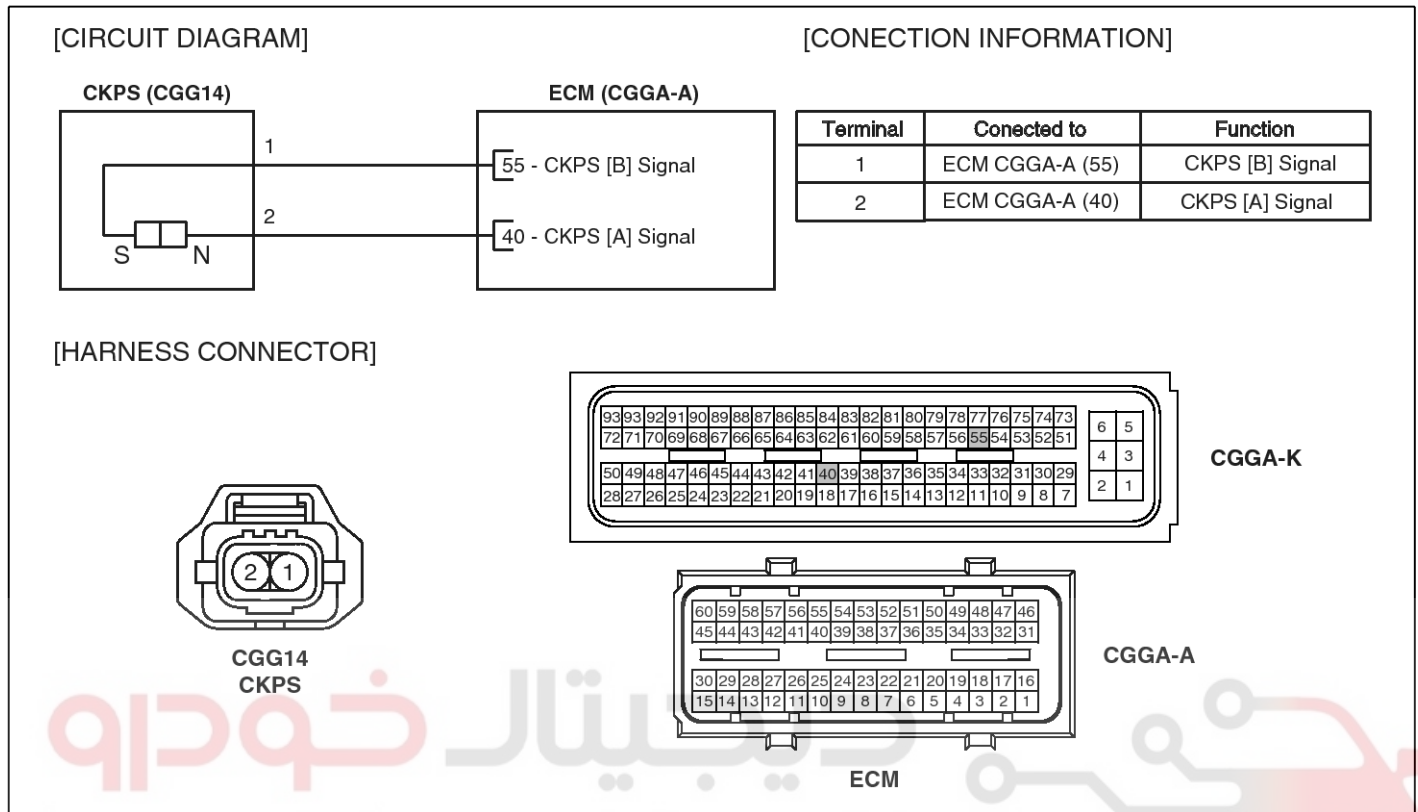 [CIRCUIT DIAGRAM]
[CONECTION INFORMATION]
CKPS (CGG14)
ECM (CGGA-A)
1
55 - CKPS [B] Signal
2
40 - CKPS [A] Signal
S N
Terminal Conected to Function
1 ECM CGGA-A (55) CKPS [B] Signal
2 ECM CGGA-A (40) CKPS [A] Signal
[HARNESS CONNECTOR]
93 93 92 91 90 89 88 87 86 85 84 83 82 81 80 79 78 77 76 75 74 73
72 71 70 69 68 67 66 65 64 63 62 61 60 59 58 57 56 55 54 53 52 51
50 49 48 47 46 45 44 43 42 41 40 39 38 37 36 35 34 33 32 31 30 29
28 27 26 25 24 23 22 21 20 19 18 17 16 15 14 13 12 11 10 9 8 7
6 5
4 3
2 1
CGGA-K
2 1
CGG14
CKPS
60 59 58 57 56 55 54 53 52 51 50 49 48 47 46
45 44 43 42 41 40 39 38 37 36 35 34 33 32 31
30 29 28 27 26 25 24 23 22 21 20 19 18 17 16
15 14 13 12 11 10 9 8 7 6 5 4 3 2 1
CGGA-A
ECM
دیجیتال خودرو